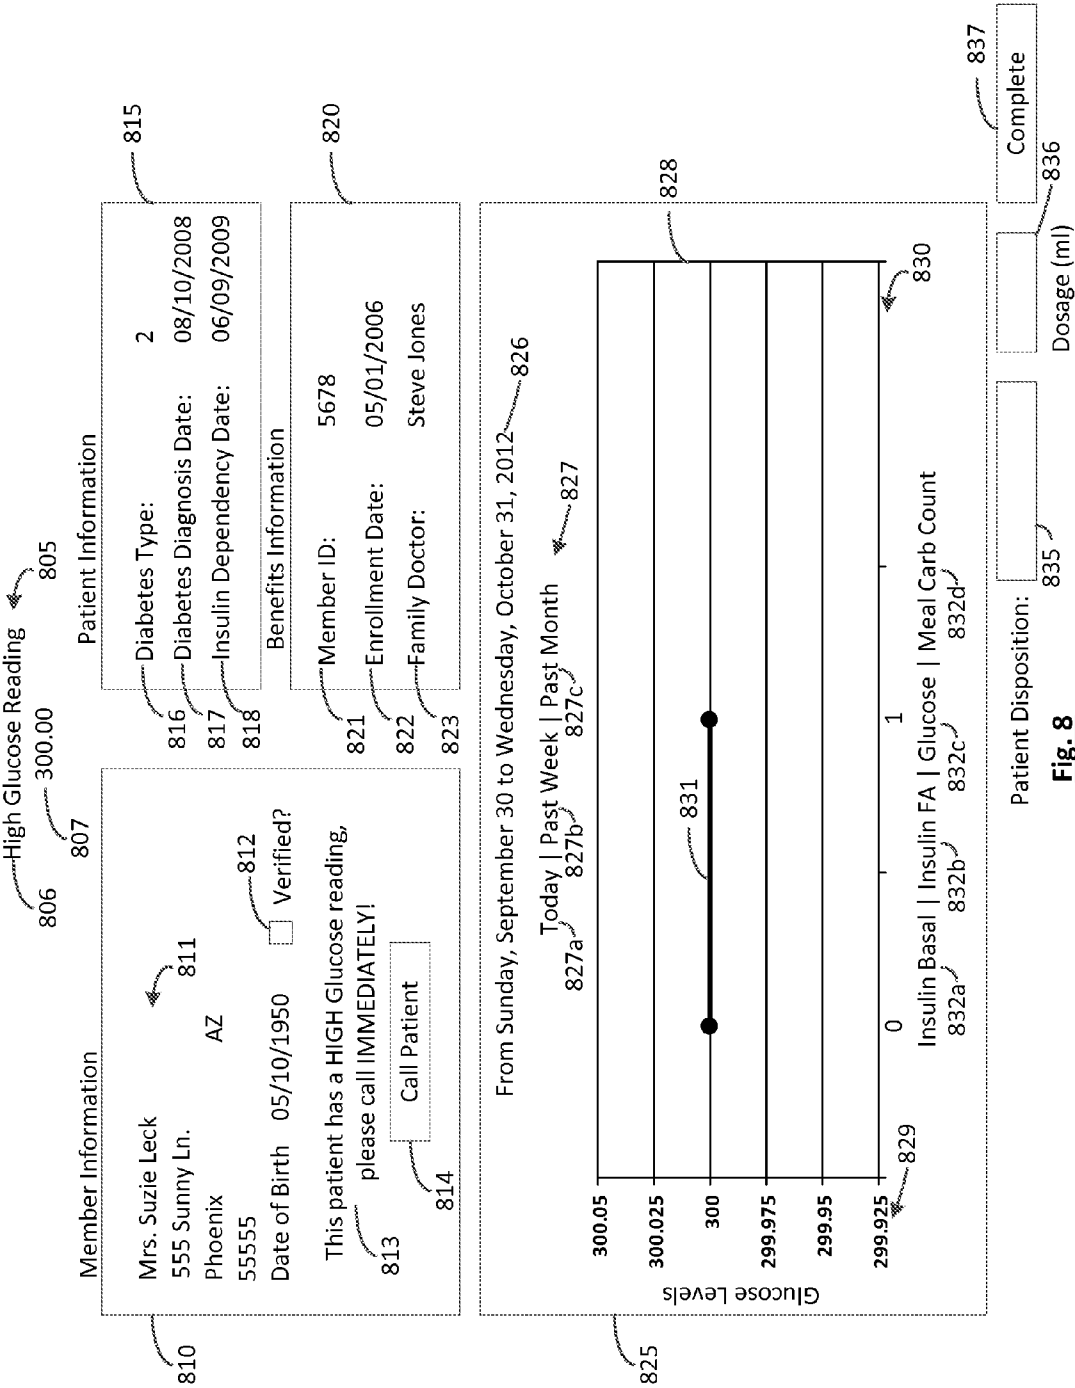 High Glucose Reading 805
806 300.00
807
Member Information
810
Mrs. Suzie Leck 811
555 Sunny Ln.
Phoenix AZ
55555
Date of Birth 05/10/1950 Verified? 812
This patient has a HIGH Glucose reading,
please call IMMEDIATELY!
813
Call Patient
814
Patient Information
815
816 Diabetes Type: 2
817 Diabetes Diagnosis Date: 08/10/2008
818 Insulin Dependency Date: 06/09/2009
Benefits Information
820
821 Member ID: 5678
822 Enrollment Date: 05/01/2006
823 Family Doctor: Steve Jones
825
From Sunday, September 30 to Wednesday, October 31, 2012 826
Today | Past Week | Past Month 827
827a 827b 827c
828
300.05
300.025
300
299.975
299.95
299.925
Glucose Levels
831
829 0 1 830
Insulin Basal | Insulin FA | Glucose | Meal Carb Count
832a 832b 832c 832d
Patient Disposition: 835
Dosage (ml) 836
Complete 837
Fig. 8